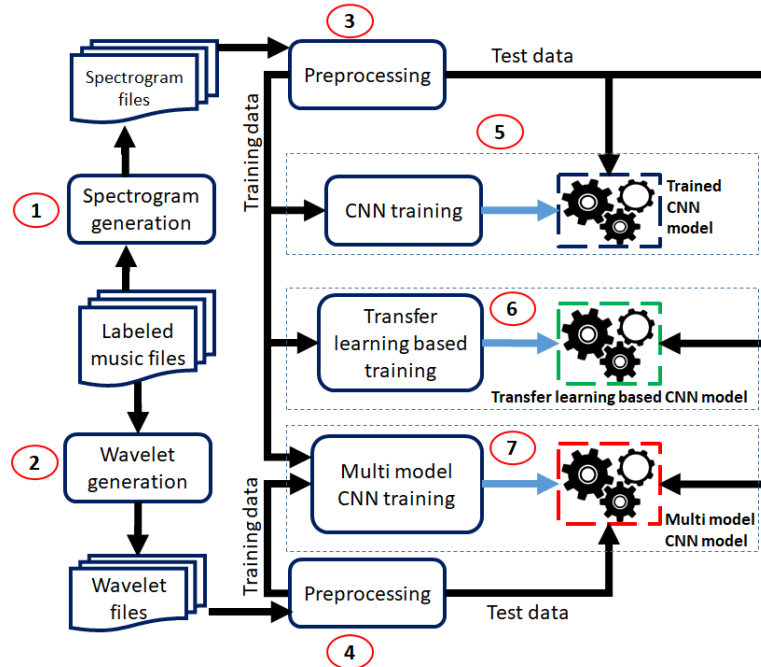 3
Spectrogram
files
Preprocessing
Test data
Training data
5
1
Spectrogram
generation
CNN training
Trained
CNN
model
Labeled
music files
6
Transfer
learning based
training
Transfer learning based CNN model
2
Wavelet
generation
7
Multi model
CNN training
Multi model
CNN model
Training data
Wavelet
files
Preprocessing
Test data
4